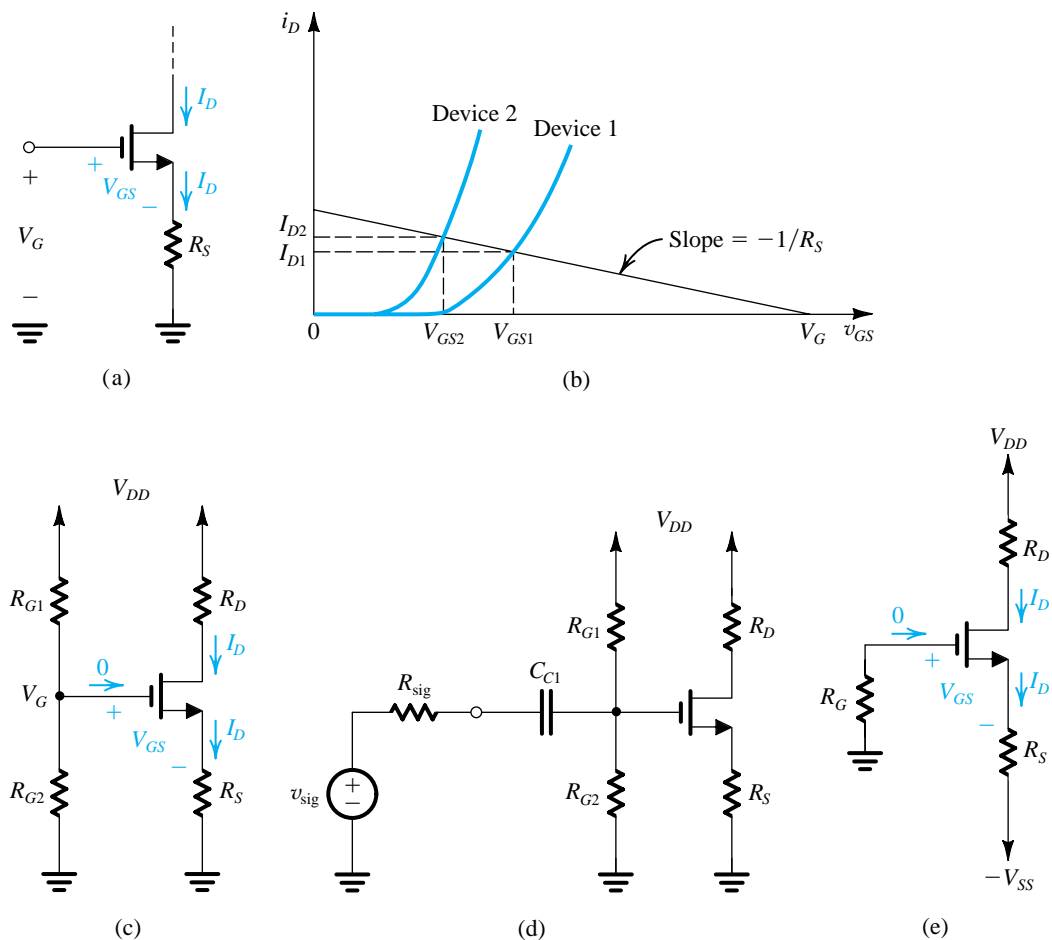 I_D
+
V_GS
−
I_D
+
V_G
−
R_S
(a)
i_D
Device 2
Device 1
I_D2
I_D1
Slope = −1/R_S
0
V_GS2
V_GS1
V_G
v_GS
(b)
V_DD
R_G1
R_D
I_D
0
V_G
+
V_GS
−
I_D
R_G2
R_S
(c)
V_DD
R_G1
R_D
C_C1
R_sig
v_sig
+
−
R_G2
R_S
(d)
V_DD
R_D
I_D
0
+
V_GS
−
I_D
R_G
R_S
−V_SS
(e)